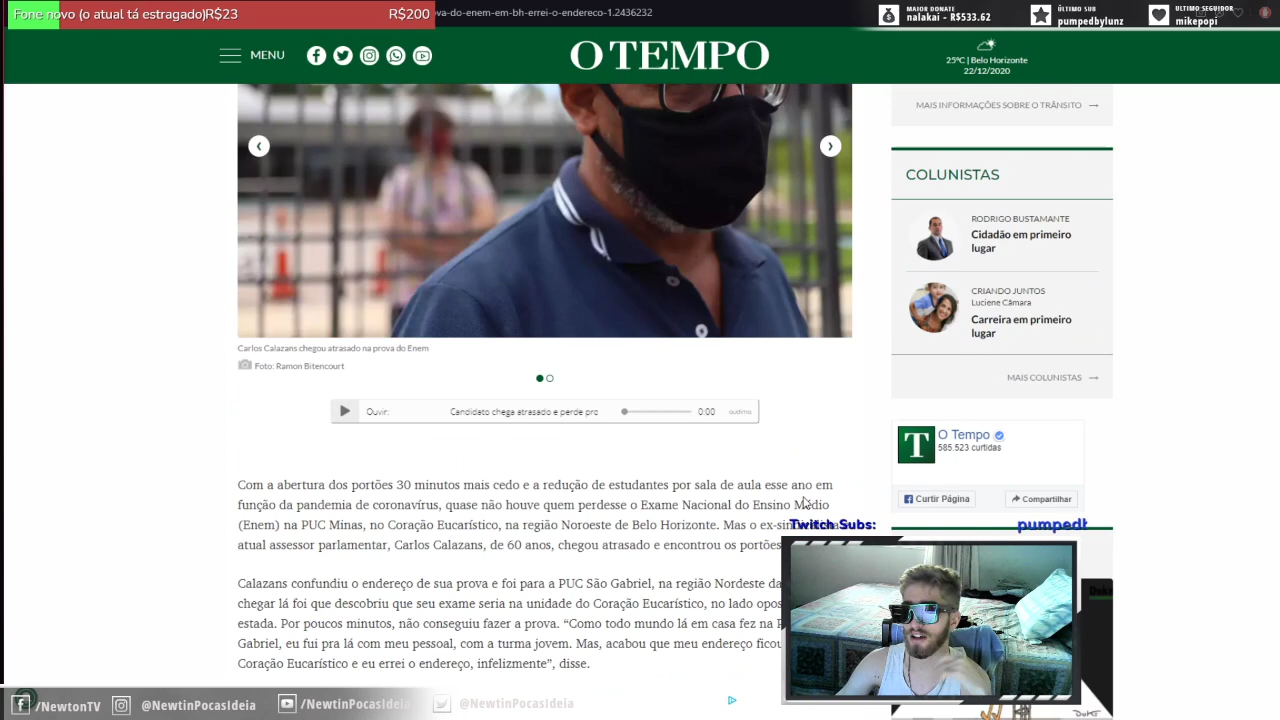 Fone novo (o atual tá estragado)R$23
R$200
va-do-enem-em-bh-errei-o-endereco-1.2436232
MAIOR DONATE
nalakai - R$533.62
ÚLTIMO SUB
pumpedbylunz
ÚLTIMO SEGUIDOR
mikepopi
MENU
O TEMPO
25ºC | Belo Horizonte
22/12/2020
MAIS INFORMAÇÕES SOBRE O TRÂNSITO
COLUNISTAS
RODRIGO BUSTAMANTE
Cidadão em primeiro
lugar
CRIANDO JUNTOS
Luciene Câmara
Carreira em primeiro
lugar
MAIS COLUNISTAS
Carlos Calazans chegou atrasado na prova do Enem
Foto: Ramon Bitencourt
Ouvir: Candidato chega atrasado e perde pro 0:00 audima
T
O Tempo
585.523 curtidas
Curtir Página
Compartilhar
Com a abertura dos portões 30 minutos mais cedo e a redução de estudantes por sala de aula esse ano em
função da pandemia de coronavírus, quase não houve quem perdesse o Exame Nacional do Ensino Médio
(Enem) na PUC Minas, no Coração Eucarístico, na região Noroeste de Belo Horizonte. Mas o
atual assessor parlamentar, Carlos Calazans, de 60 anos, chegou atrasado e encontrou os portões
Calazans confundiu o endereço de sua prova e foi para a PUC São Gabriel, na região Nordeste da
chegar lá foi que descobriu que seu exame seria na unidade do Coração Eucarístico, no lado opos
estada. Por poucos minutos, não conseguiu fazer a prova. “Como todo mundo lá em casa fez na P
Gabriel, eu fui pra lá com meu pessoal, com a turma jovem. Mas, acabou que meu endereço ficou
Coração Eucarístico e eu errei o endereço, infelizmente”, disse.
Twitch Subs:
pumpedb
Duke
/NewtonTV
@NewtinPocasIdeia
/NewtinPocasIdeia
@NewtinPocasIdeia